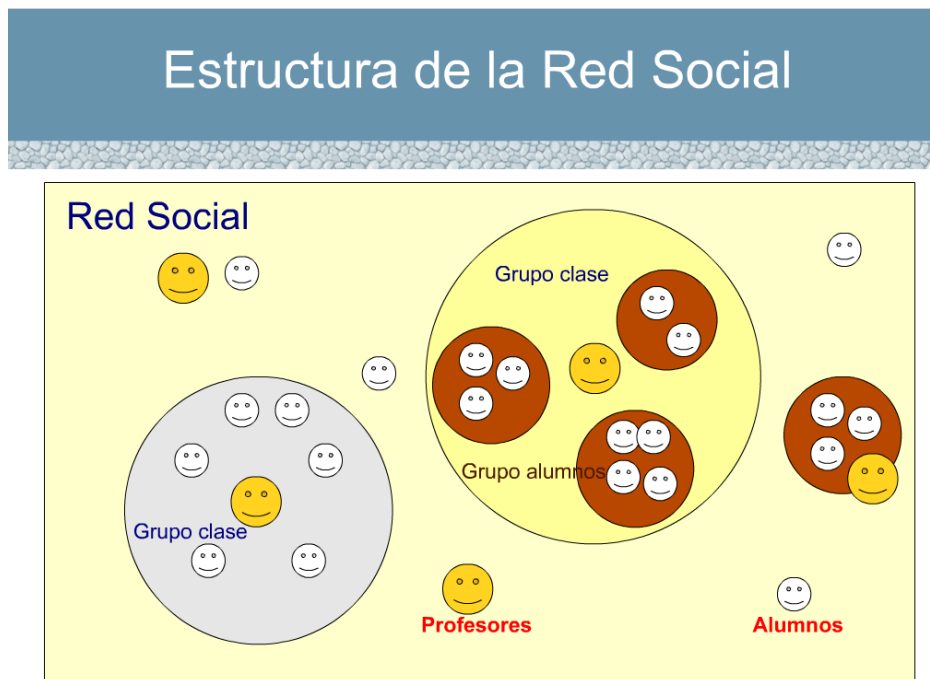 Estructura de la Red Social
Red Social
Grupo clase
Grupo alumnos
Grupo clase
Profesores
Alumnos